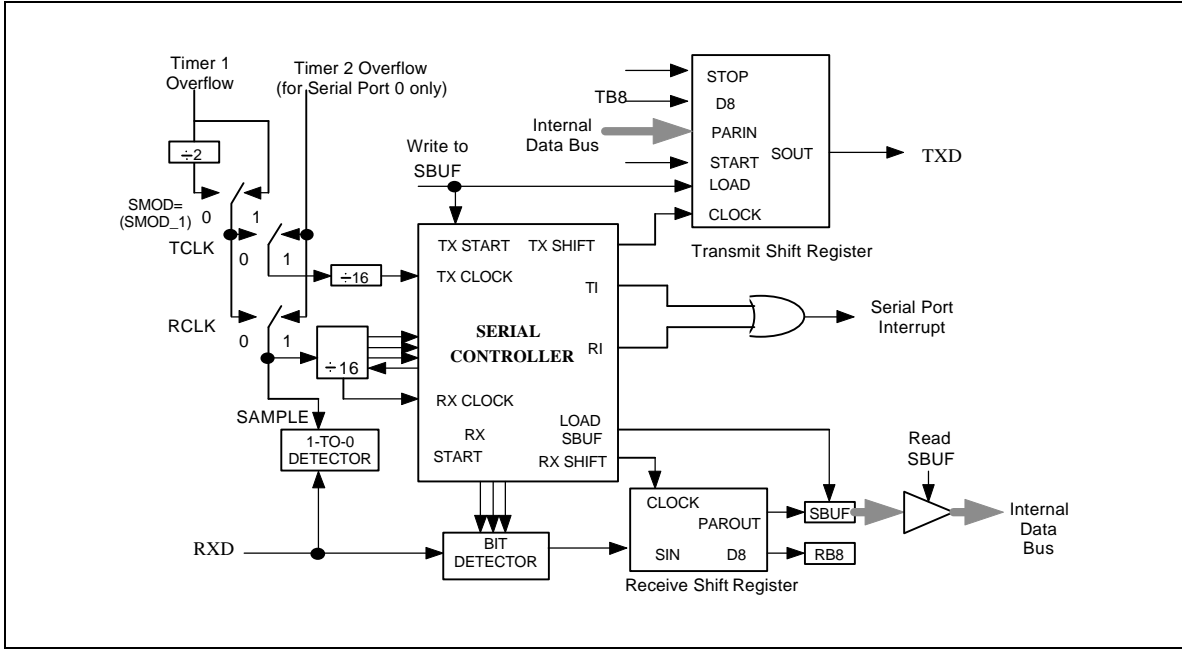 Timer 1
Overflow
Timer 2 Overflow
(for Serial Port 0 only)
÷2
SMOD=
(SMOD_1)
0
1
TCLK
0
1
÷16
RCLK
0
1
÷16
SAMPLE
1-TO-0
DETECTOR
RXD
Write to
SBUF
TB8
Internal
Data Bus
STOP
D8
PARIN
START
SOUT
LOAD
CLOCK
TXD
Transmit Shift Register
TX START
TX SHIFT
TX CLOCK
TI
SERIAL
CONTROLLER
RI
RX CLOCK
LOAD
SBUF
RX
START
RX SHIFT
Serial Port
Interrupt
BIT
DETECTOR
CLOCK
PAROUT
SIN
D8
Receive Shift Register
SBUF
RB8
Read
SBUF
Internal
Data
Bus